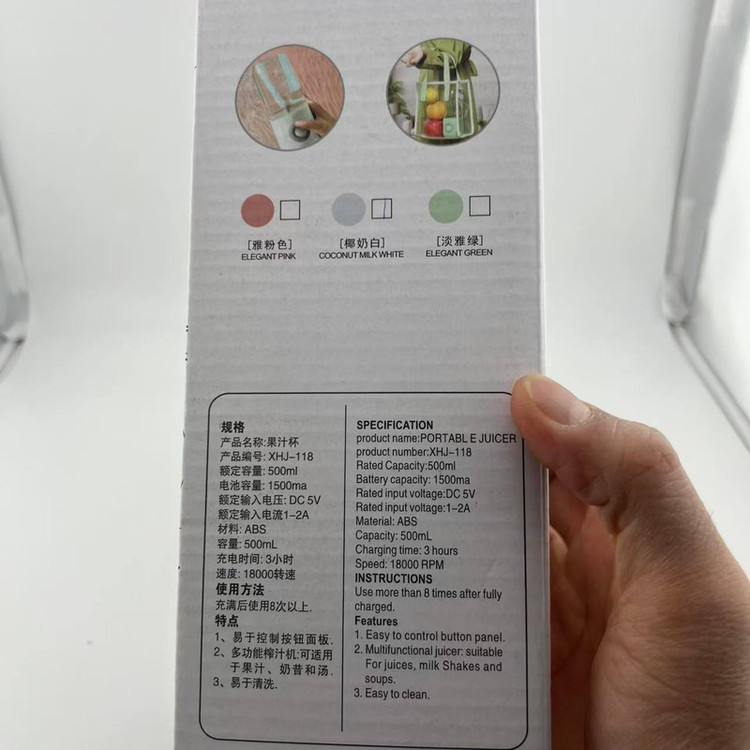 [雅粉色]
ELEGANT PINK
[椰奶白]
COCONUT MILK WHITE
[淡雅绿]
ELEGANT GREEN
规格
产品名称:果汁杯
产品编号: XHJ-118
额定容量: 500ml
电池容量: 1500ma
额定输入电压: DC 5V
额定输入电流1-2A
材料: ABS
容量: 500mL
充电时间: 3小时
速度: 18000转速
使用方法
充满后使用8次以上.
特点
1、易于控制按钮面板.
2、多功能榨汁机:可适用
于果汁、奶昔和汤.
3、易于清洗.
SPECIFICATION
product name:PORTABL E JUICER
product number:XHJ-118
Rated Capacity:500ml
Battery capacity: 1500ma
Rated input voltage:DC 5V
Rated input voltage:1-2A
Material: ABS
Capacity: 500mL
Charging time: 3 hours
Speed: 18000 RPM
INSTRUCTIONS
Use more than 8 times after fully
charged.
Features
1. Easy to control button panel.
2. Multifunctional juicer: suitable
For juices, milk Shakes and
soups.
3. Easy to clean.